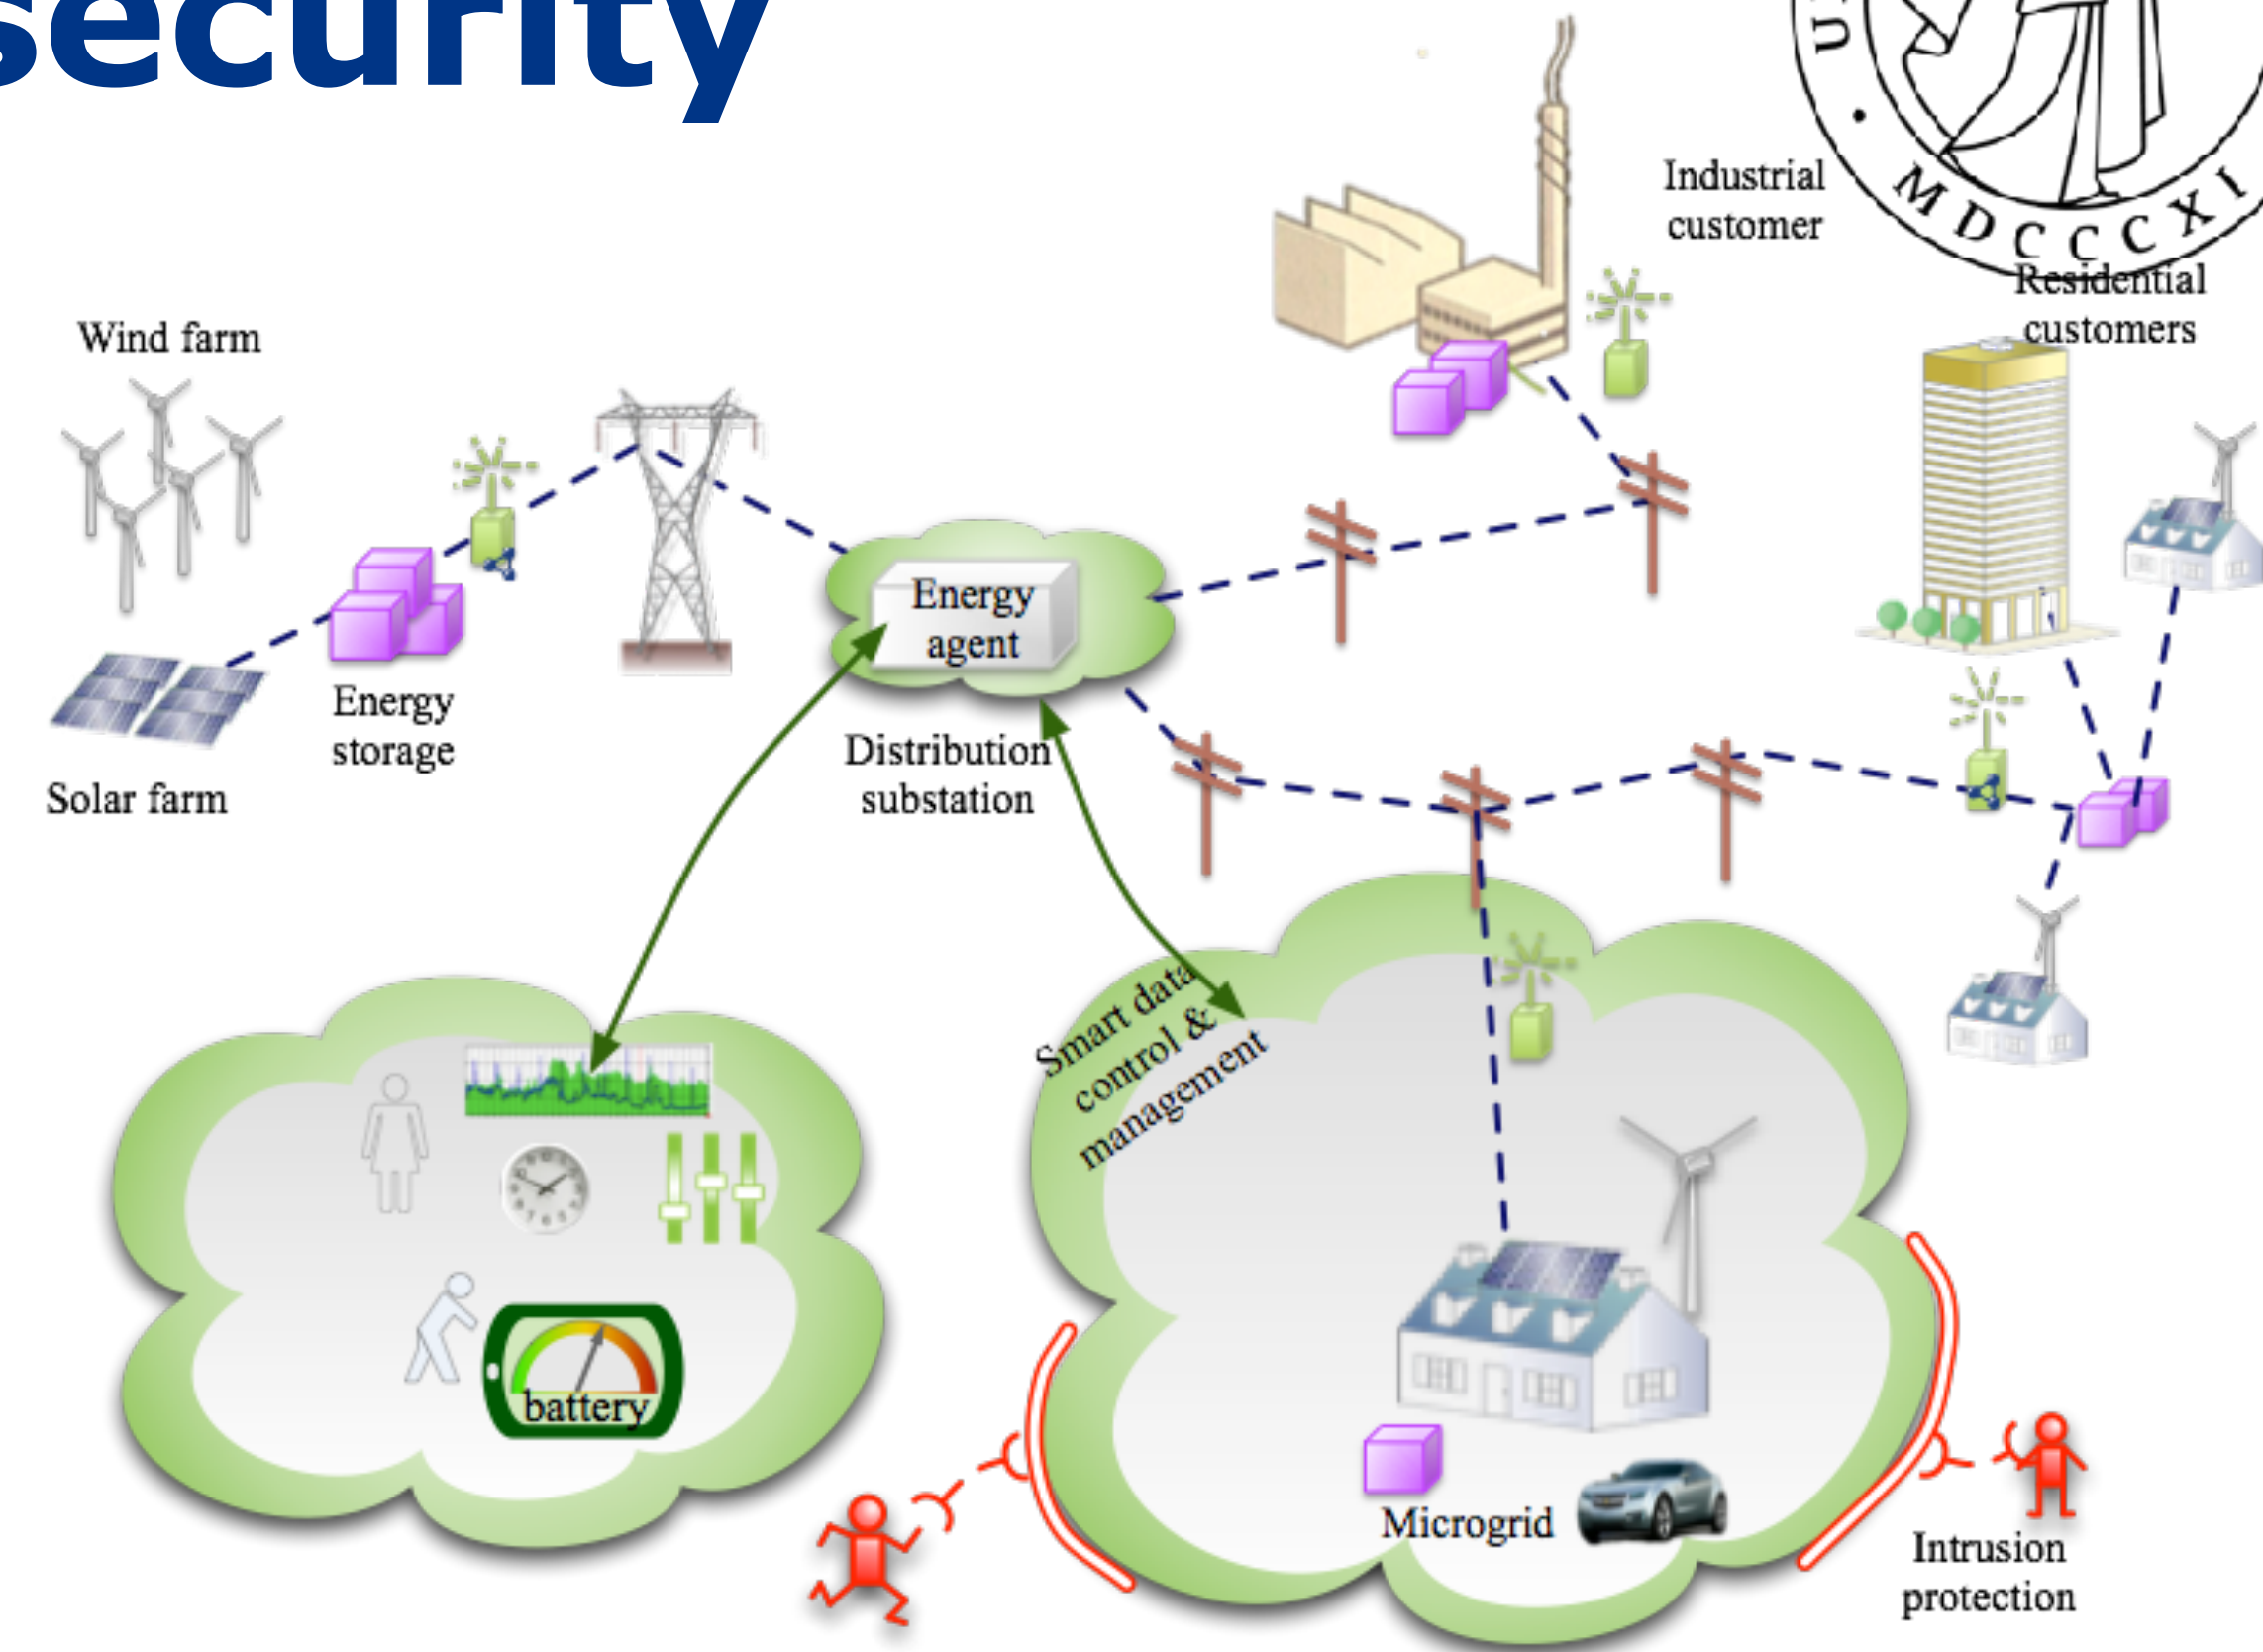 security
U
MDCCCXI
Industrial
customer
Residential
customers
Wind farm
Energy
agent
Energy
storage
Distribution
substation
Solar farm
Smart data
control &
management
battery
Microgrid
Intrusion
protection